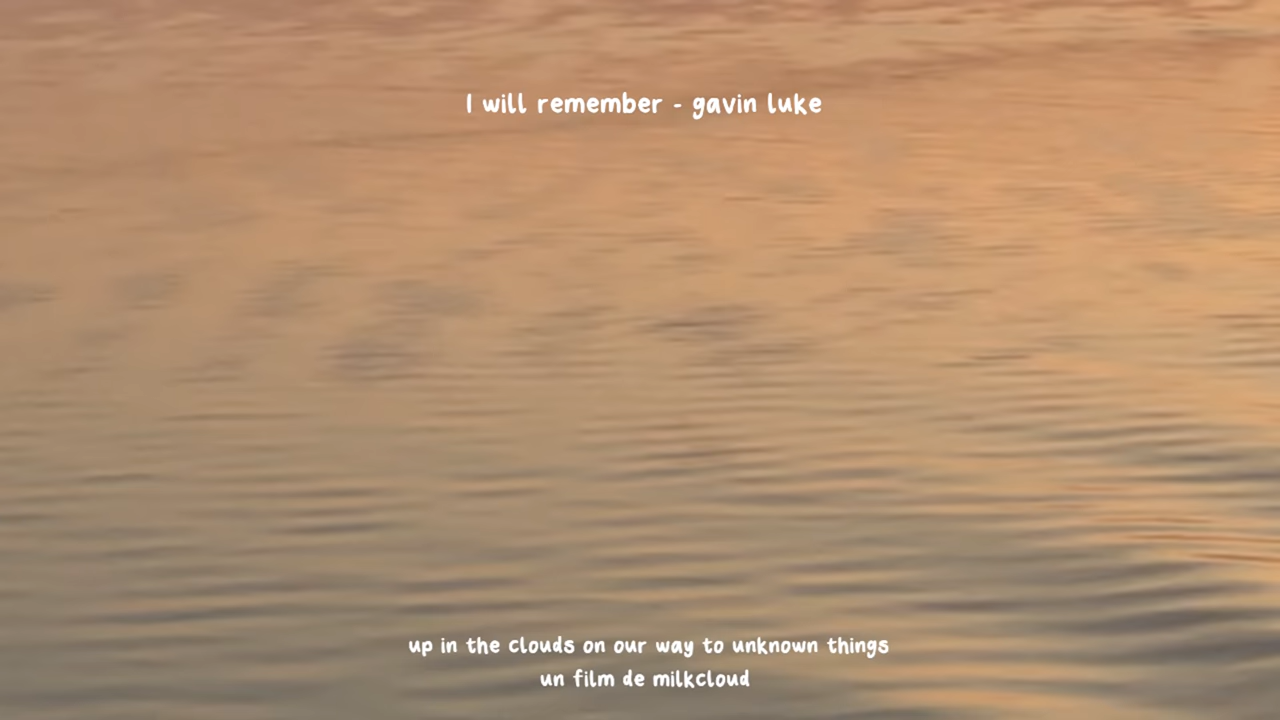 I will remember - gavin luke
up in the clouds on our way to unknown things
un film de milkcloud